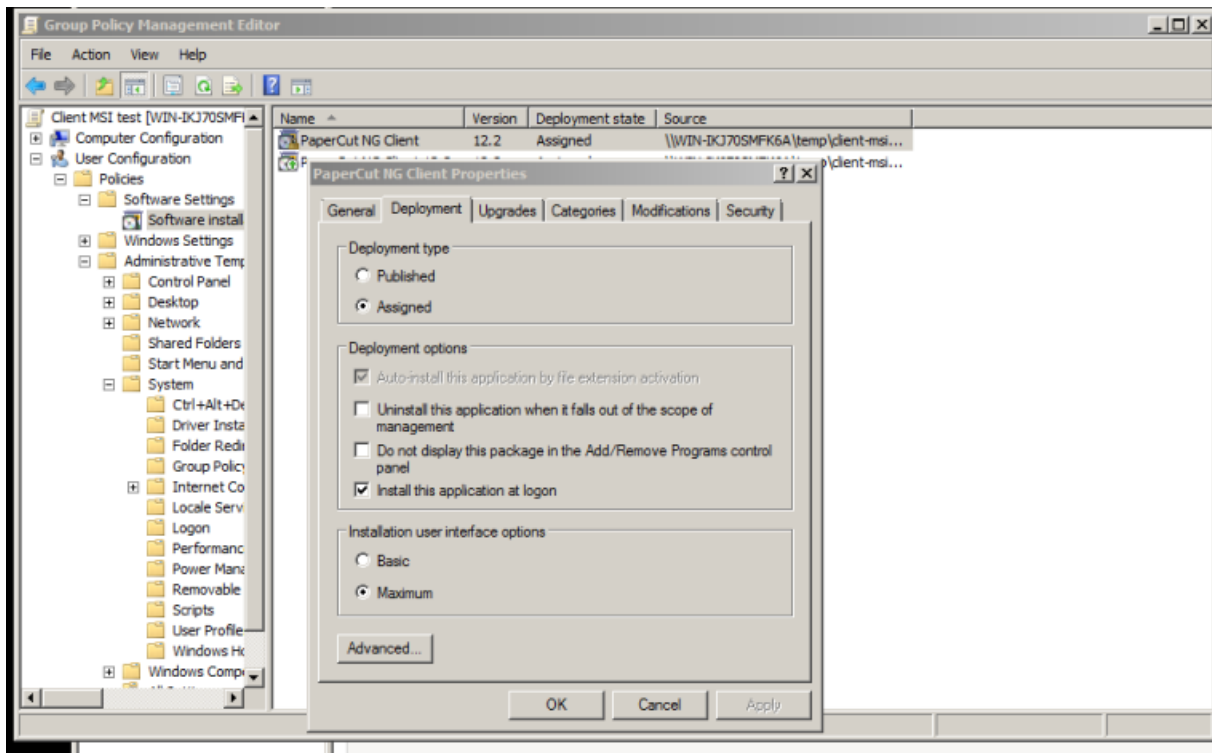 Group Policy Management Editor
File Action View Help
Client MSI test [WIN-IKJ70SMFK
Computer Configuration
User Configuration
Policies
Software Settings
Software install
Windows Settings
Administrative Temp
Control Panel
Desktop
Network
Shared Folders
Start Menu and
System
Ctrl+Alt+De
Driver Insta
Folder Redir
Group Policy
Internet Co
Locale Serv
Logon
Performanc
Power Mana
Removable
Scripts
User Profile
Windows Ho
Windows Compo
Name Version Deployment state Source
PaperCut NG Client 12.2 Assigned \\WIN-IKJ70SMFK6A\temp\client-msi...
p\client-msi...
PaperCut NG Client Properties
General Deployment Upgrades Categories Modifications Security
Deployment type
Published
Assigned
Deployment options
Auto-install this application by file extension activation
Uninstall this application when it falls out of the scope of
management
Do not display this package in the Add/Remove Programs control
panel
Install this application at logon
Installation user interface options
Basic
Maximum
Advanced...
OK Cancel Apply